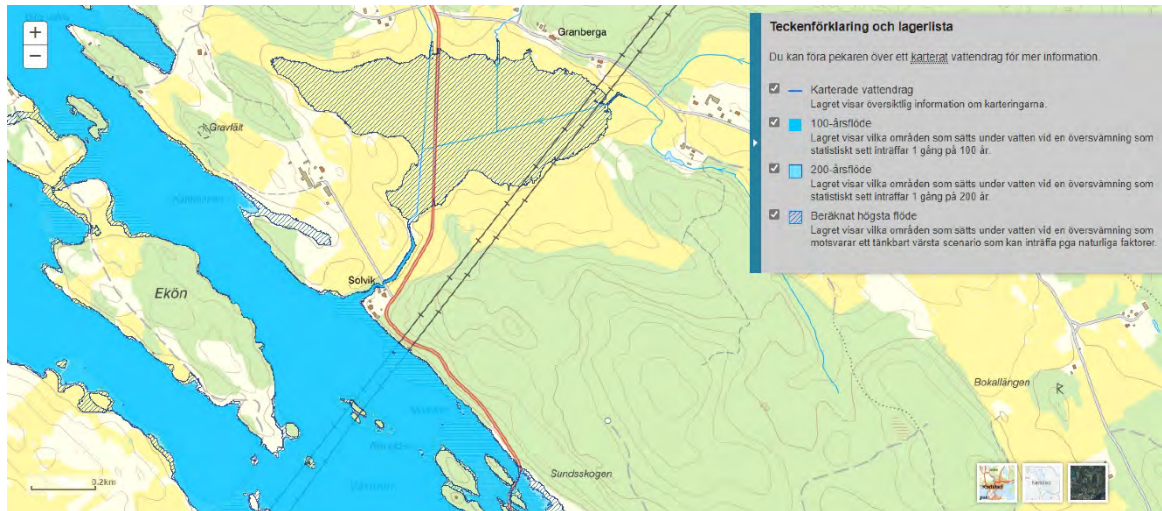 Granberga
Gravfält
Solvik
Ekön
Bokallängen
Sundsskogen
0.2km
+
−
Teckenförklaring och lagerlista
Du kan föra pekaren över ett karterat vattendrag för mer information.
Karterade vattendrag
Lagret visar översiktlig information om karteringarna.
100-årsflöde
Lagret visar vilka områden som sätts under vatten vid en översvämning som
statistiskt sett inträffar 1 gång på 100 år.
200-årsflöde
Lagret visar vilka områden som sätts under vatten vid en översvämning som
statistiskt sett inträffar 1 gång på 200 år.
Beräknat högsta flöde
Lagret visar vilka områden som sätts under vatten vid en översvämning som
motsvarar ett tänkbart värsta scenario som kan inträffa pga naturliga faktorer.